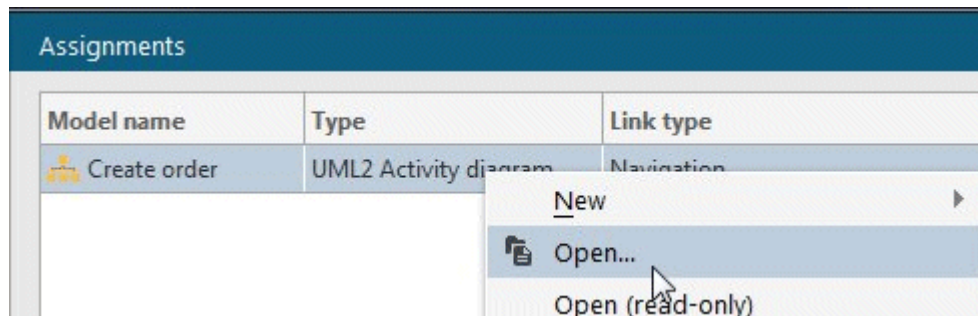 Assignments
Model name Type Link type
Create order UML2 Activity diagram Navigation
New
Open...
Open (read-only)